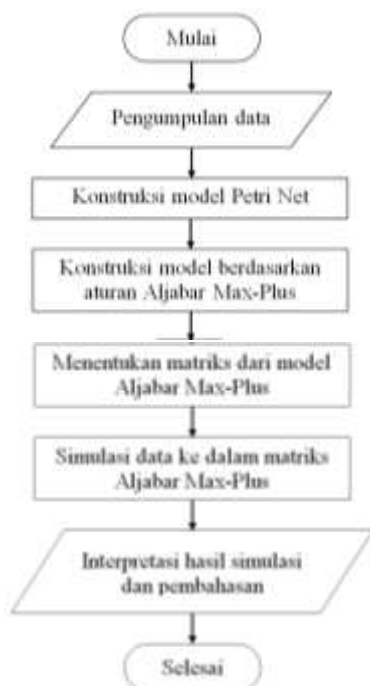 Mulai
Pengumpulan data
Konstruksi model Petri Net
Konstruksi model berdasarkan
aturan Aljabar Max-Plus
Menentukan matriks dari model
Aljabar Max-Plus
Simulasi data ke dalam matriks
Aljabar Max-Plus
Interpretasi hasil simulasi
dan pembahasan
Selesai